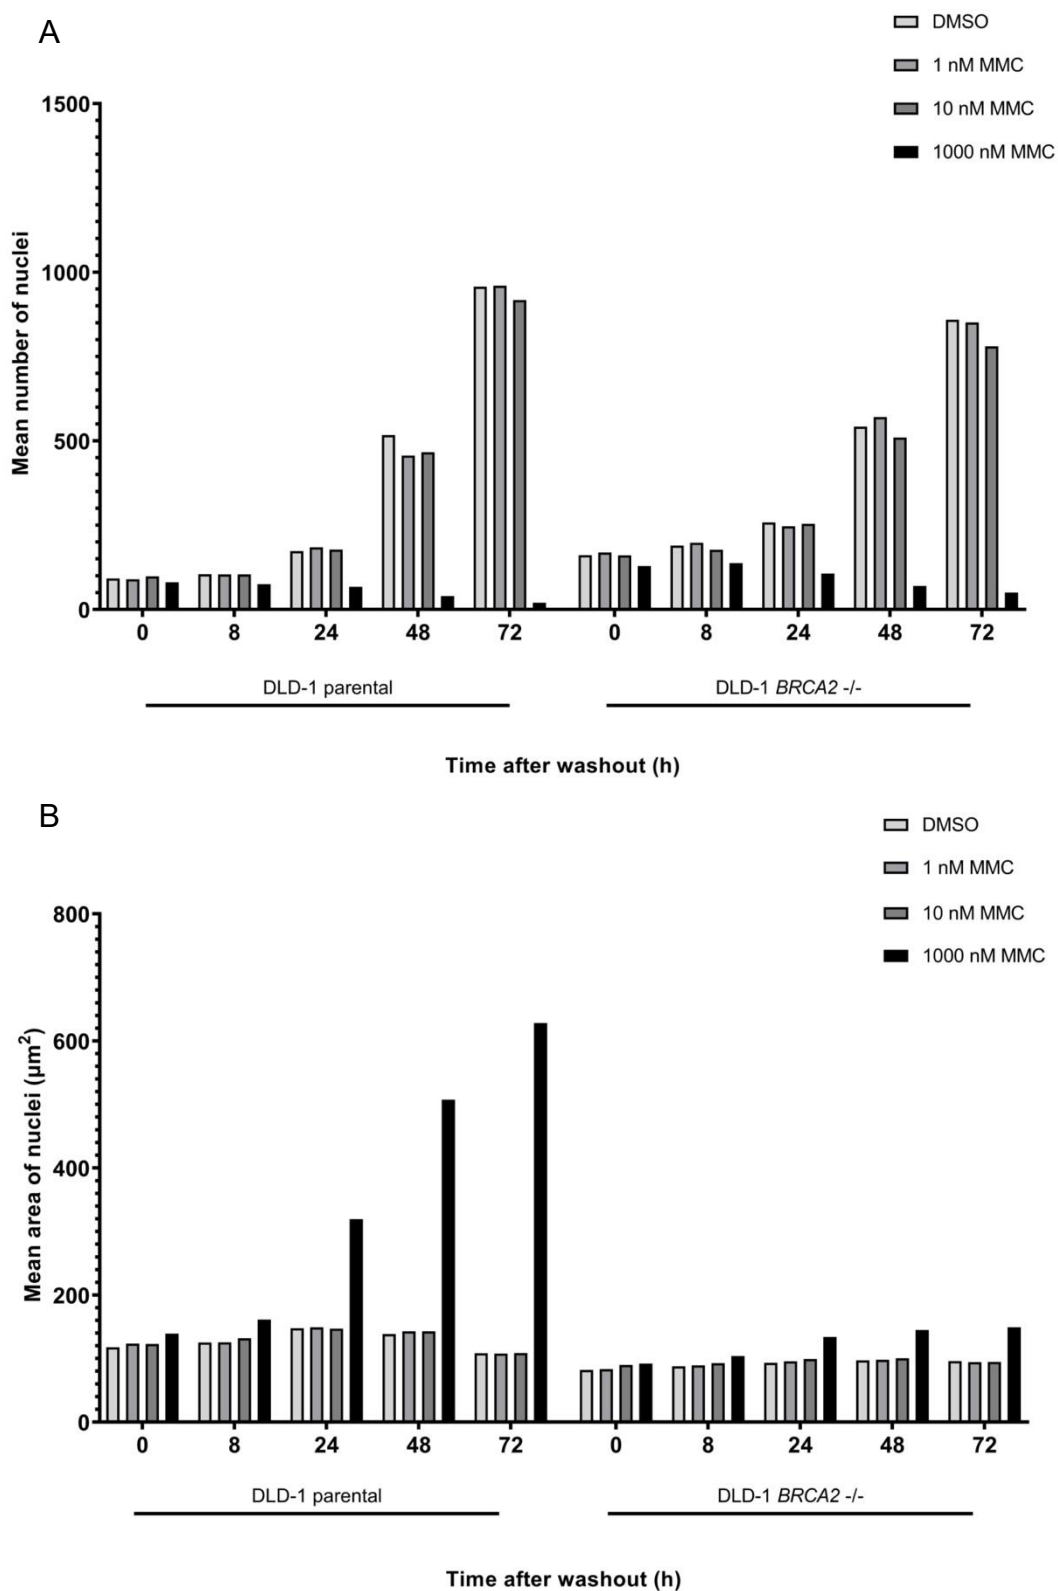 A
DMSO
1 nM MMC
10 nM MMC
1000 nM MMC
Mean number of nuclei
1500
1000
500
0
0 8 24 48 72 0 8 24 48 72
DLD-1 parental DLD-1 BRCA2 -/-
Time after washout (h)
B
DMSO
1 nM MMC
10 nM MMC
1000 nM MMC
Mean area of nuclei (µm²)
800
600
400
200
0
0 8 24 48 72 0 8 24 48 72
DLD-1 parental DLD-1 BRCA2 -/-
Time after washout (h)